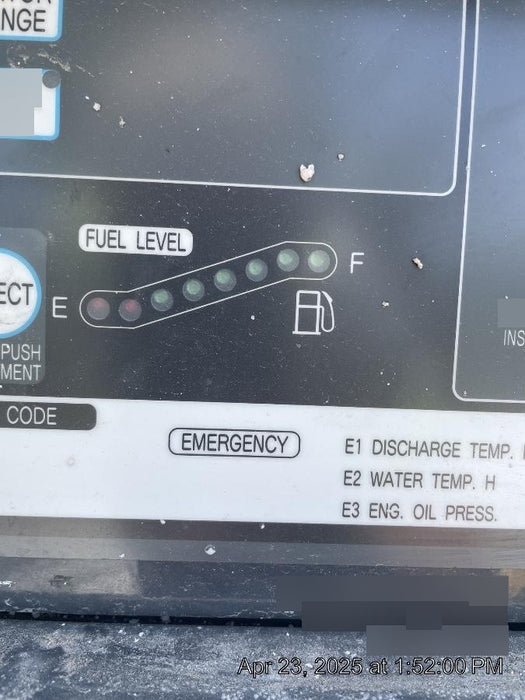 NGE
FUEL LEVEL
E
F
ECT
PUSH
MENT
INS
CODE
EMERGENCY
E1 DISCHARGE TEMP.
E2 WATER TEMP. H
E3 ENG. OIL PRESS.
Apr 23, 2025 at 1:52:00 PM